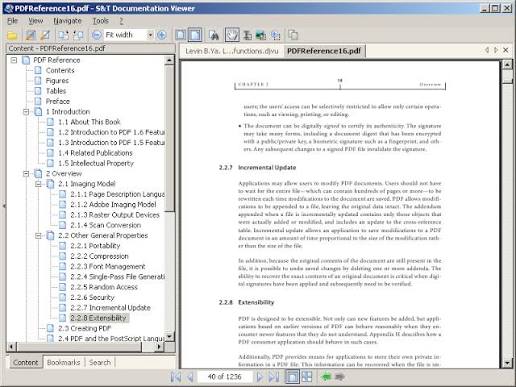 PDFReference16.pdf - S&T Documentation Viewer
File View Navigate Tools ?
Fit width
Content - PDFReference16.pdf
Levin B.Ya. L...functions.djvu PDFReference16.pdf
PDF Reference
Contents
Figures
Tables
Preface
1 Introduction
1.1 About This Book
1.2 Introduction to PDF 1.6 Featur
1.3 Introduction to PDF 1.5 Featur
1.4 Related Publications
1.5 Intellectual Property
2 Overview
2.1 Imaging Model
2.1.1 Page Description Langua
2.1.2 Adobe Imaging Model
2.1.3 Raster Output Devices
2.1.4 Scan Conversion
2.2 Other General Properties
2.2.1 Portability
2.2.2 Compression
2.2.3 Font Management
2.2.4 Single-Pass File Generati
2.2.5 Random Access
2.2.6 Security
2.2.7 Incremental Update
2.2.8 Extensibility
2.3 Creating PDF
2.4 PDF and the PostScript Langua
Content Bookmarks Search
CHAPTER 2 Overview
users; the users' access can be selectively restricted to allow only certain opera-
tions, such as viewing, printing, or editing.
• The document can be digitally signed to certify its authenticity. The signature
may take many forms, including a document digest that has been encrypted
with a public/private key, a biometric signature such as a fingerprint, and oth-
ers. Any subsequent changes to a signed PDF file invalidate the signature.
2.2.7 Incremental Update
Applications may allow users to modify PDF documents. Users should not have
to wait for the entire file—which can contain hundreds of pages or more—to be
rewritten each time modifications to the document are saved. PDF allows modifi-
cations to be appended to a file, leaving the original data intact. The addendum
appended when a file is incrementally updated contains only those objects that
were actually added or modified, and includes an update to the cross-reference
table. Incremental update allows an application to save modifications to a PDF
document in an amount of time proportional to the size of the modification rath-
er than the size of the file.
In addition, because the original contents of the document are still present in the
file, it is possible to undo saved changes by deleting one or more addenda. The
ability to recover the exact contents of an original document is critical when digi-
tal signatures have been applied and subsequently need to be verified.
2.2.8 Extensibility
PDF is designed to be extensible. Not only can new features be added, but appli-
cations based on earlier versions of PDF can behave reasonably when they en-
counter newer features that they do not understand. Appendix H describes how a
PDF consumer application should behave in such cases.
Additionally, PDF provides means for applications to store their own private in-
formation in a PDF file. This information can be recovered when the file is im-
40 of 1236